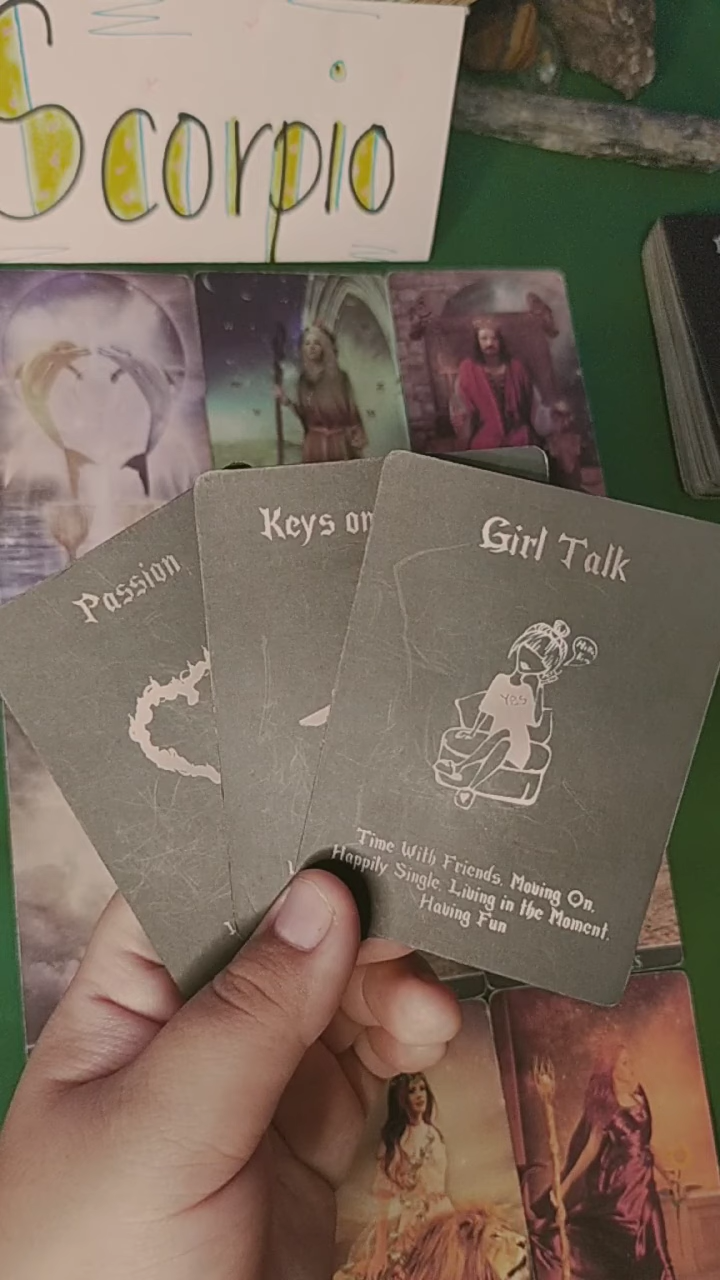 Scorpio
Passion
Keys on
Girl Talk
YES
Time With Friends, Moving On,
Happily Single, Living in the Moment,
Having Fun